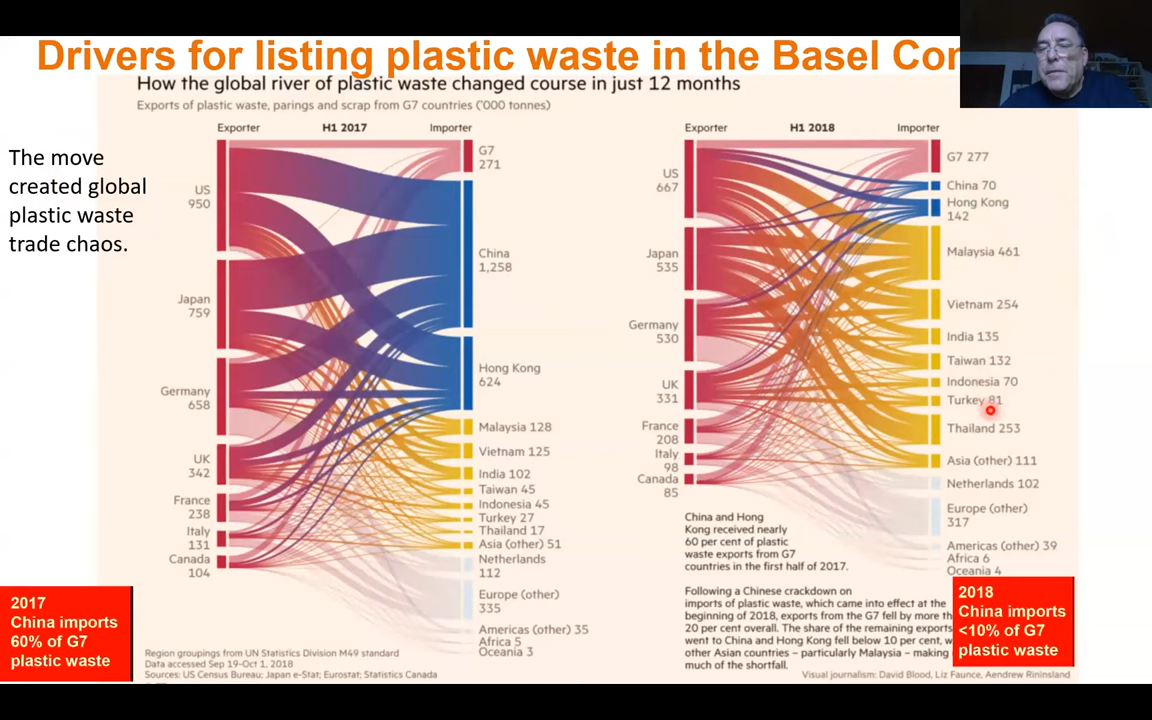 Drivers for listing plastic waste in the Basel
How the global river of plastic waste changed course in just 12 months
Exports of plastic waste, parings and scrap from G7 countries ('000 tonnes)
The move
created global
plastic waste
trade chaos.
Exporter H1 2017 Importer
US
950
Japan
759
Germany
658
UK
342
France
238
Italy
131
Canada
104
G7
271
China
1,258
Hong Kong
624
Malaysia 128
Vietnam 125
India 102
Taiwan 45
Indonesia 45
Turkey 27
Thailand 17
Asia (other) 51
Netherlands
112
Europe (other)
335
Americas (other) 35
Africa 5
Oceania 3
Exporter H1 2018 Importer
US
667
Japan
535
Germany
530
UK
331
France
208
Italy
98
Canada
85
G7 277
China 70
Hong Kong
142
Malaysia 461
Vietnam 254
India 135
Taiwan 132
Indonesia 70
Turkey 81
Thailand 253
Asia (other) 111
Netherlands 102
Europe (other)
317
Americas (other) 39
Africa 6
Oceania 4
China and Hong
Kong received nearly
60 per cent of plastic
waste exports from G7
countries in the first half of 2017.
Following a Chinese crackdown on
imports of plastic waste, which came into effect at the
beginning of 2018, exports from the G7 fell by more
20 per cent overall. The share of the remaining exports
went to China and Hong Kong fell below 10 per cent,
other Asian countries – particularly Malaysia – making
much of the shortfall.
2017
China imports
60% of G7
plastic waste
2018
China imports
<10% of G7
plastic waste
Region groupings from UN Statistics Division M49 standard
Data accessed Sep 19-Oct 1, 2018
Sources: US Census Bureau; Japan e-Stat; Eurostat; Statistics Canada
Visual journalism: David Blood, Liz Faunce, Aendrew Rininsland